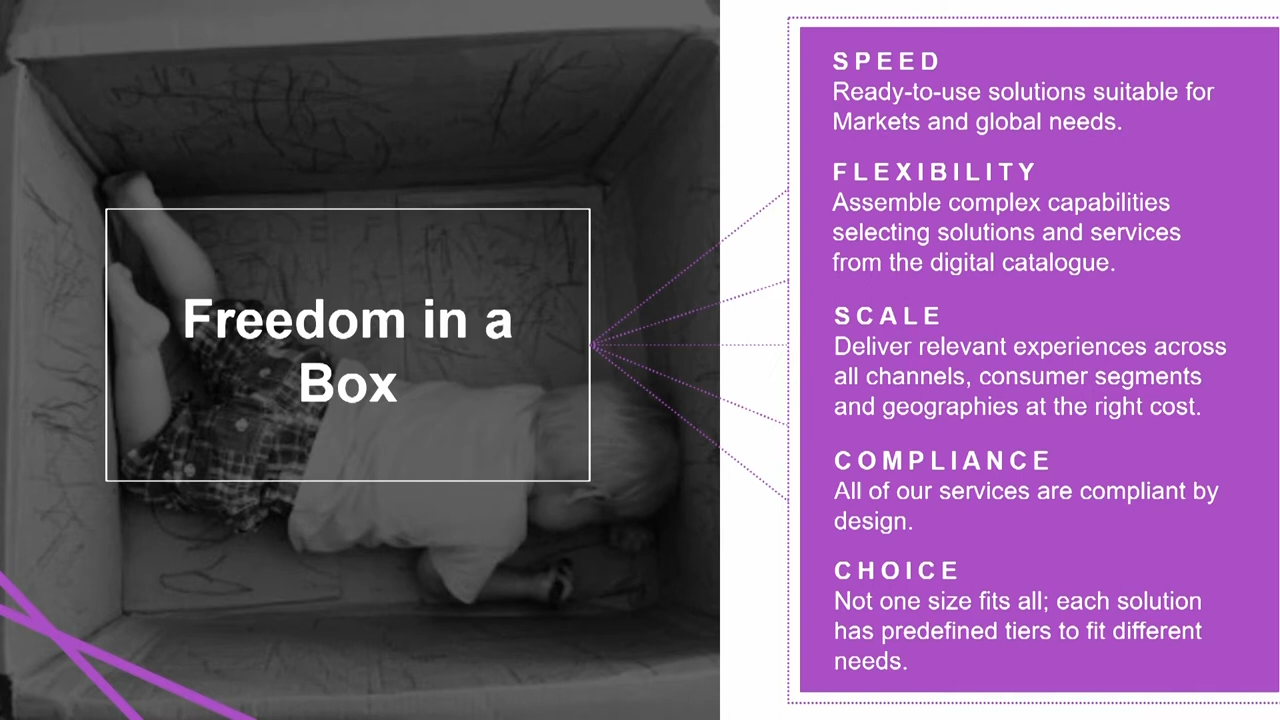 Freedom in a
Box
SPEED
Ready-to-use solutions suitable for
Markets and global needs.
FLEXIBILITY
Assemble complex capabilities
selecting solutions and services
from the digital catalogue.
SCALE
Deliver relevant experiences across
all channels, consumer segments
and geographies at the right cost.
COMPLIANCE
All of our services are compliant by
design.
CHOICE
Not one size fits all; each solution
has predefined tiers to fit different
needs.